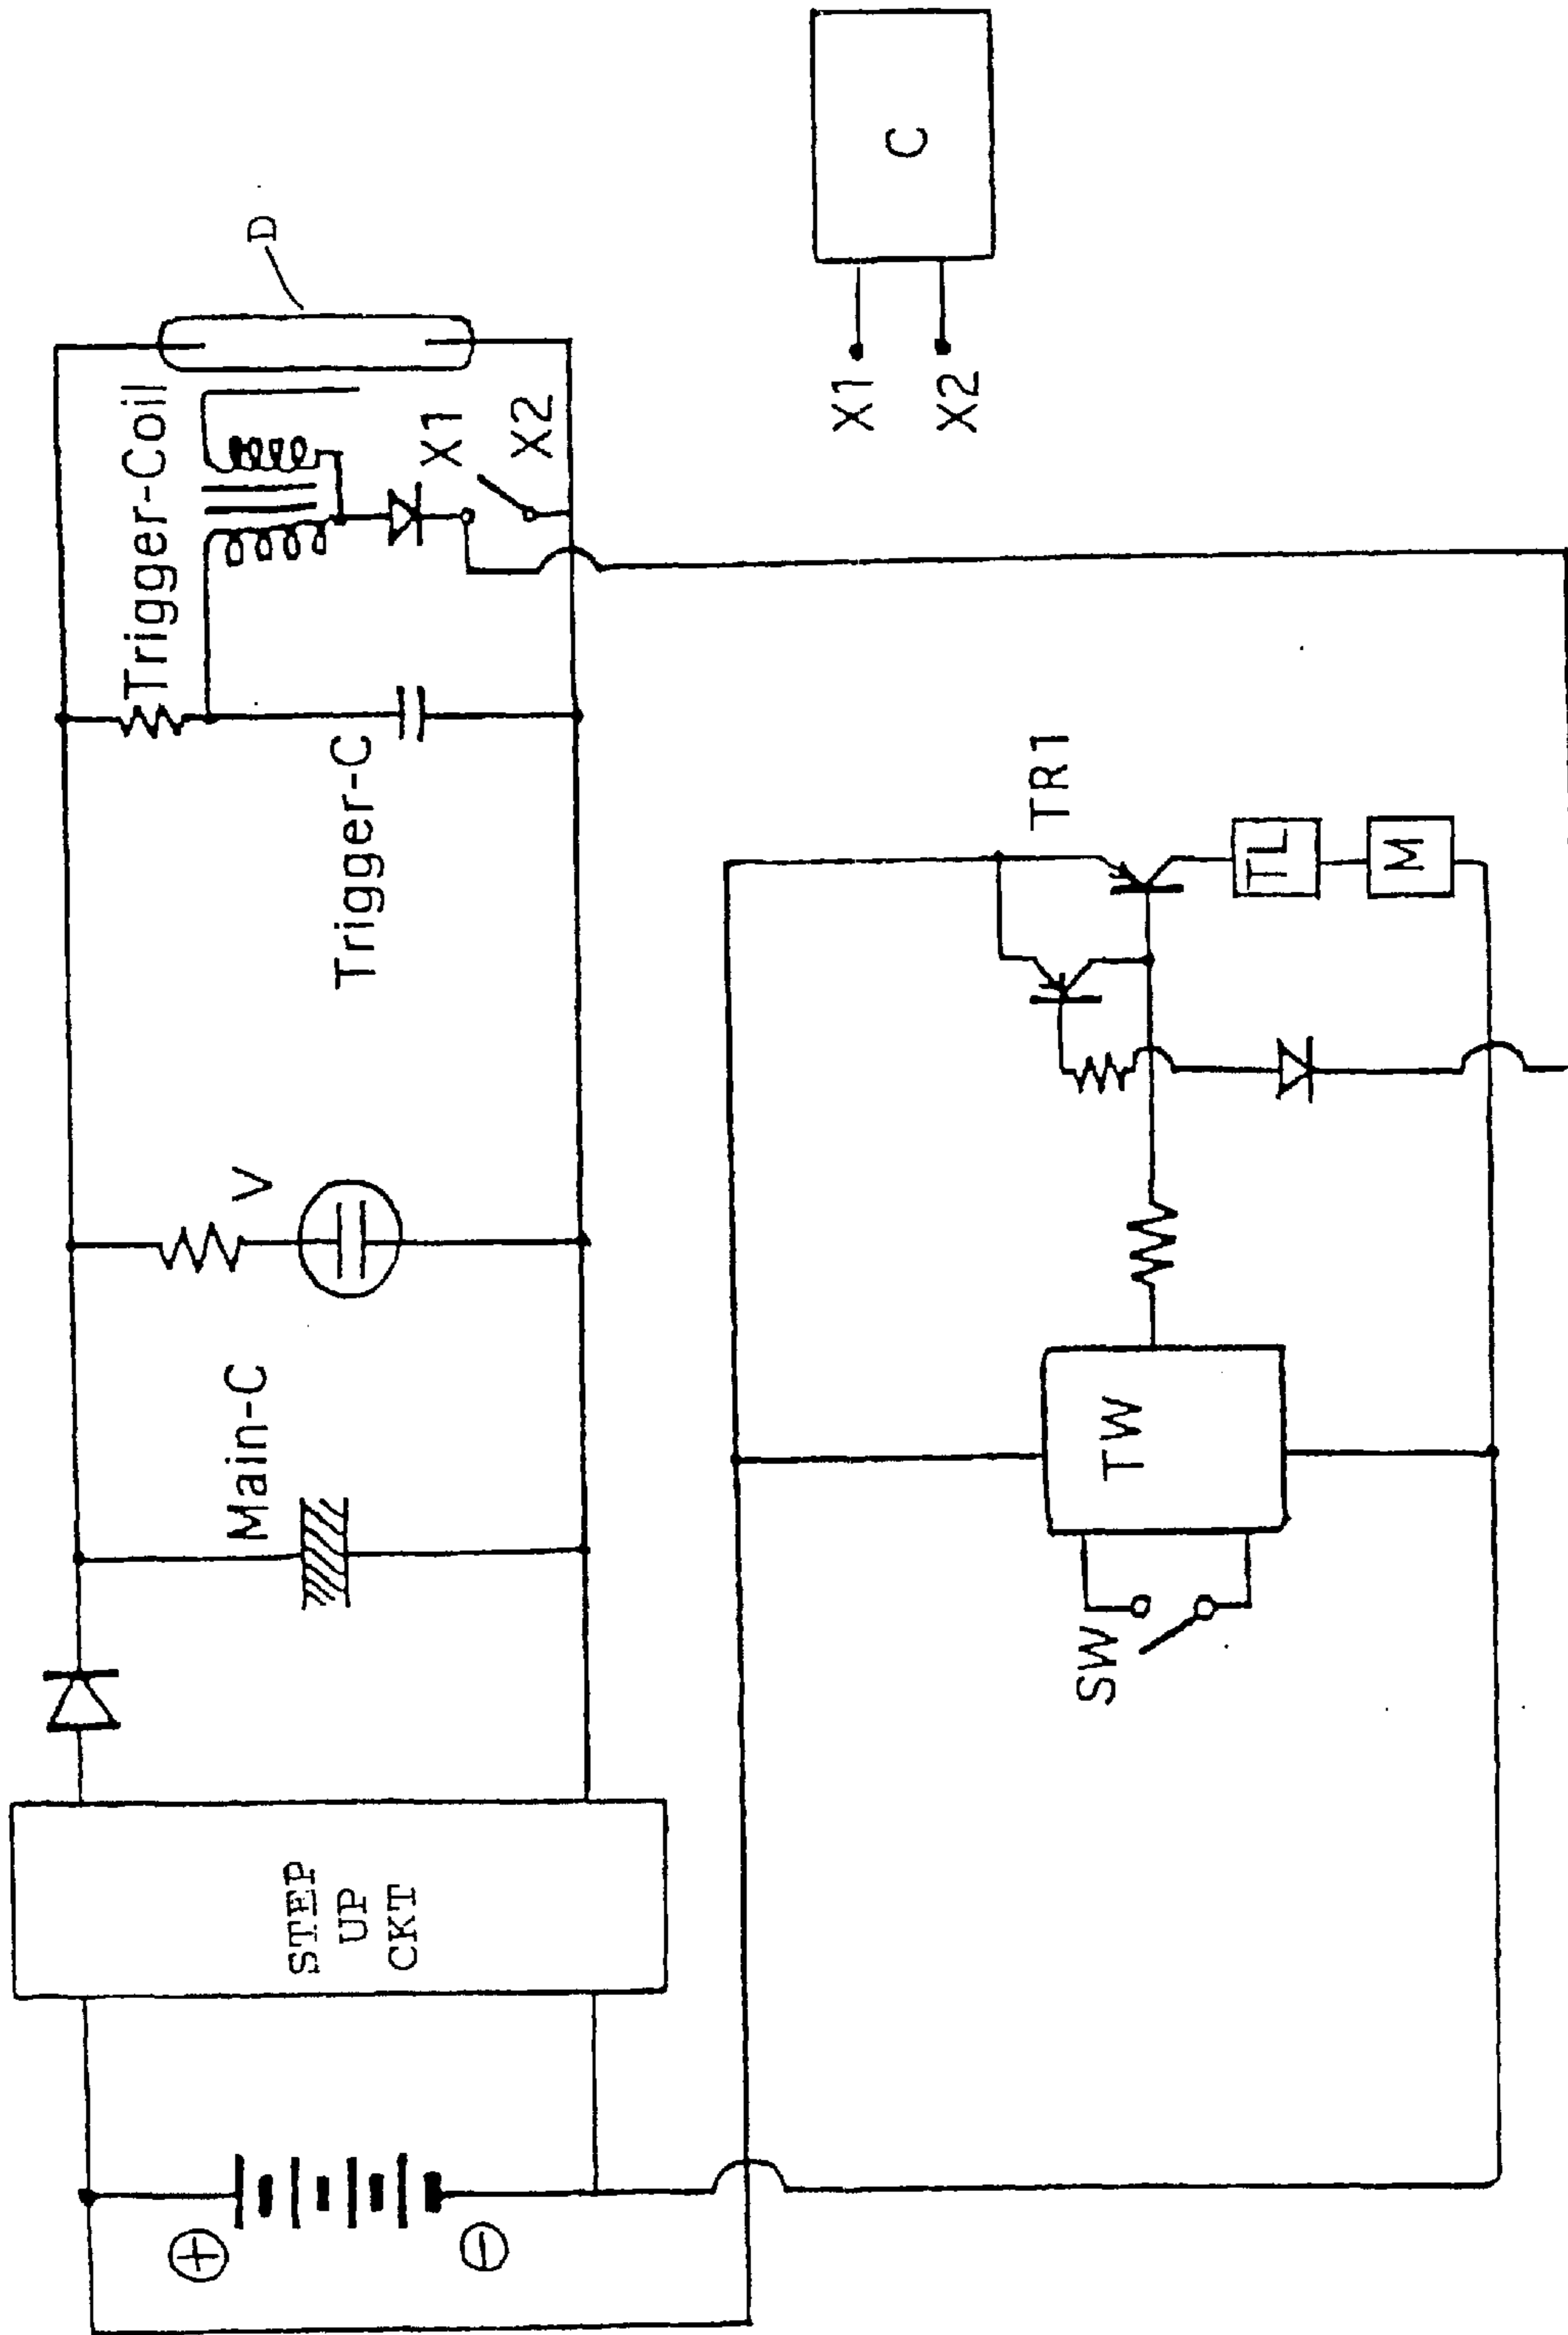 STEP
UP
CKT
Main-C
V
Trigger-C
Trigger-Coil
D
X1
X2
SW
TW
TR1
TL
M
X1
X2
C